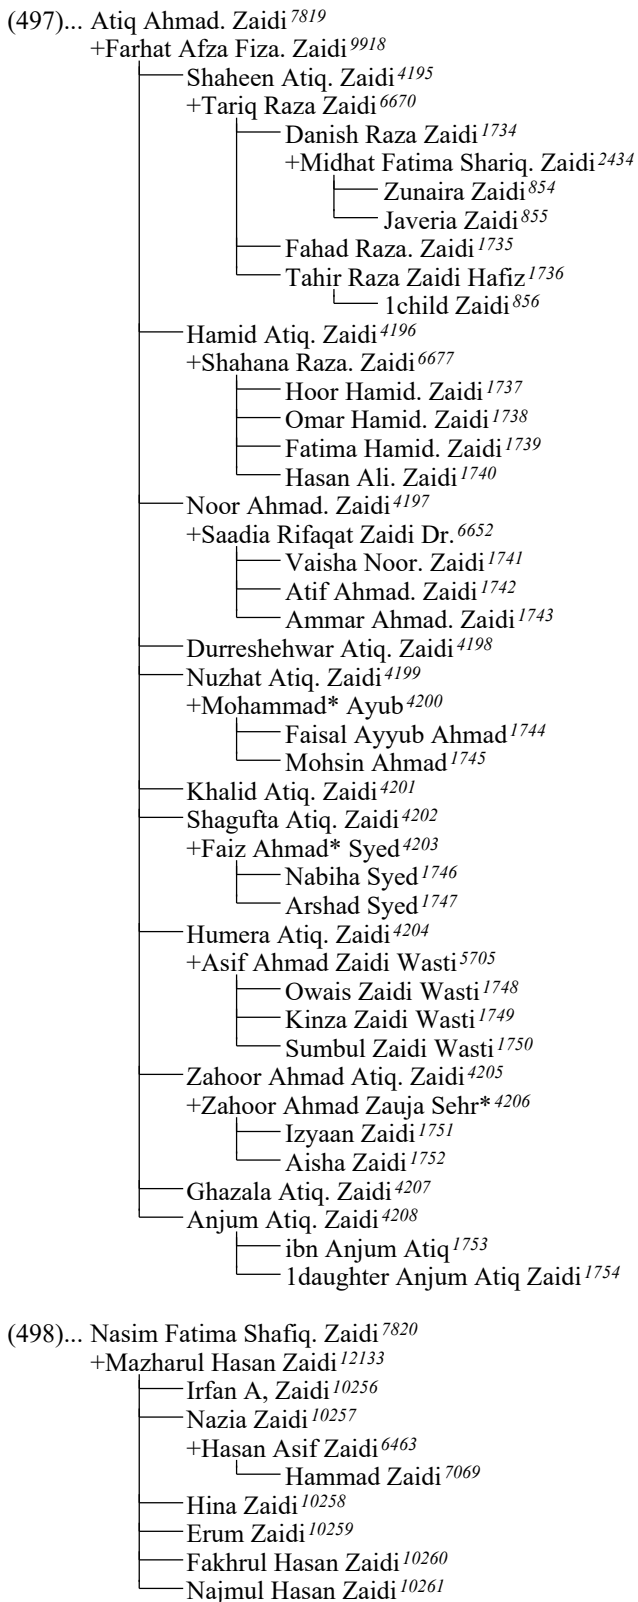 (497)... Atiq Ahmad. Zaidi 7819
+Farhat Afza Fiza. Zaidi 9918
Shaheen Atiq. Zaidi 4195
+Tariq Raza Zaidi 6670
Danish Raza Zaidi 1734
+Midhat Fatima Shariq. Zaidi 2434
Zunaira Zaidi 854
Javeria Zaidi 855
Fahad Raza. Zaidi 1735
Tahir Raza Zaidi Hafiz 1736
1child Zaidi 856
Hamid Atiq. Zaidi 4196
+Shahana Raza. Zaidi 6677
Hoor Hamid. Zaidi 1737
Omar Hamid. Zaidi 1738
Fatima Hamid. Zaidi 1739
Hasan Ali. Zaidi 1740
Noor Ahmad. Zaidi 4197
+Saadia Rifaqat Zaidi Dr. 6652
Vaisha Noor. Zaidi 1741
Atif Ahmad. Zaidi 1742
Ammar Ahmad. Zaidi 1743
Durreshehwar Atiq. Zaidi 4198
Nuzhat Atiq. Zaidi 4199
+Mohammad* Ayub 4200
Faisal Ayyub Ahmad 1744
Mohsin Ahmad 1745
Khalid Atiq. Zaidi 4201
Shagufta Atiq. Zaidi 4202
+Faiz Ahmad* Syed 4203
Nabiha Syed 1746
Arshad Syed 1747
Humera Atiq. Zaidi 4204
+Asif Ahmad Zaidi Wasti 5705
Owais Zaidi Wasti 1748
Kinza Zaidi Wasti 1749
Sumbul Zaidi Wasti 1750
Zahoor Ahmad Atiq. Zaidi 4205
+Zahoor Ahmad Zauja Sehr* 4206
Izyaan Zaidi 1751
Aisha Zaidi 1752
Ghazala Atiq. Zaidi 4207
Anjum Atiq. Zaidi 4208
ibn Anjum Atiq 1753
1daughter Anjum Atiq Zaidi 1754
(498)... Nasim Fatima Shafiq. Zaidi 7820
+Mazharul Hasan Zaidi 12133
Irfan A, Zaidi 10256
Nazia Zaidi 10257
+Hasan Asif Zaidi 6463
Hammad Zaidi 7069
Hina Zaidi 10258
Erum Zaidi 10259
Fakhrul Hasan Zaidi 10260
Najmul Hasan Zaidi 10261